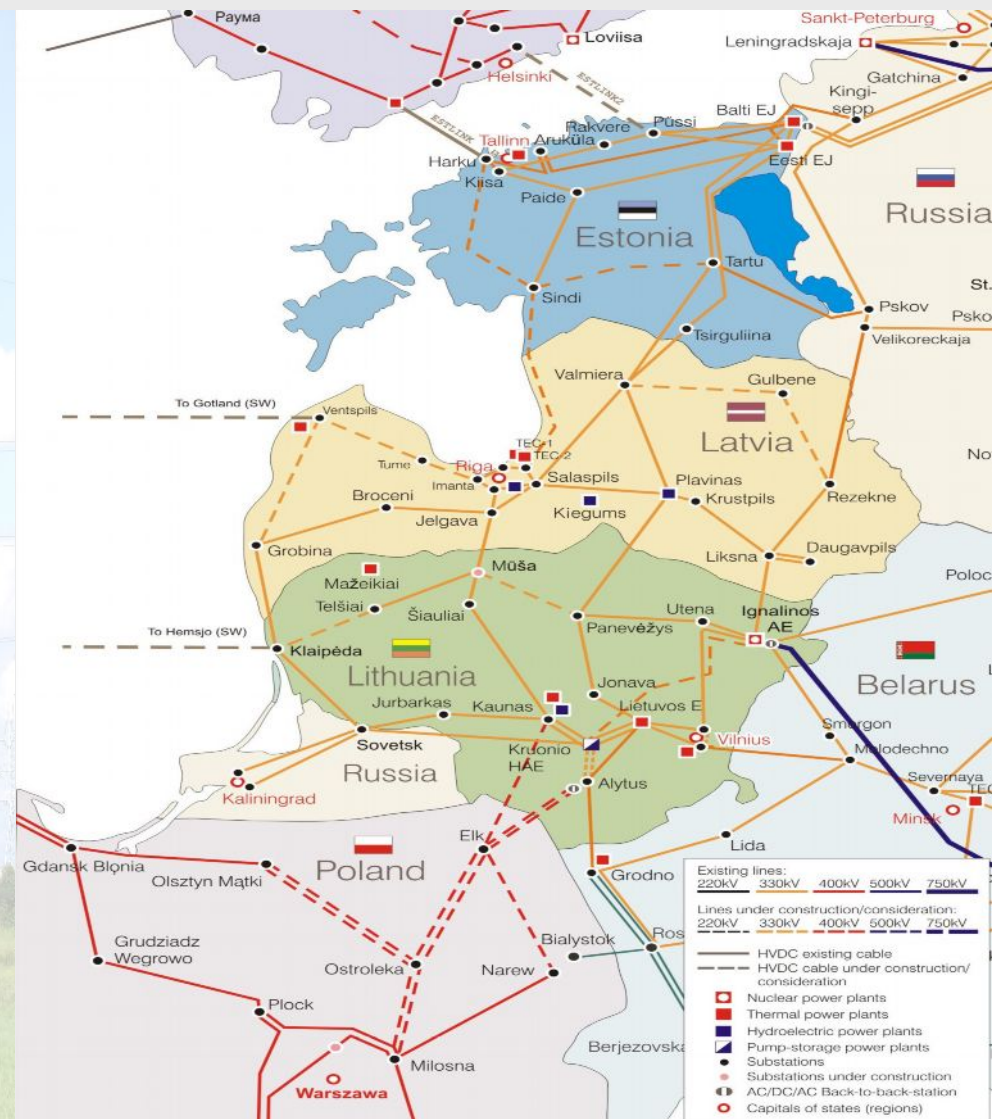 Раума
Loviisa
Helsinki
Sankt-Peterburg
Leningradskaja
Gatchina
Kingi-
sepp
ESTLINK
ESTLINK2
Balti EJ
Püssi
Rakvere
Tallinn
Aruküla
Harku
Kiisa
Eesti EJ
Paide
Estonia
Russia
Tartu
Sindi
St.
Pskov
Psko
Tsirguliina
Velikoreckaja
Valmiera
Gulbene
To Gotland (SW)
Ventspils
Latvia
TEC-1
TEC-2
No
Tume
Riga
Imanta
Salaspils
Plavinas
Rezekne
Broceni
Krustpils
Kiegums
Jelgava
Grobina
Liksna
Daugavpils
Mūša
Mažeikiai
Poloc
Telšiai
Šiauliai
Utena
Ignalinos
AE
Panevėžys
To Hemsjo (SW)
Klaipėda
Lithuania
Jonava
Belarus
Jurbarkas
Kaunas
Lietuvos E
Smorgon
Sovetsk
Kruonio
HAE
Vilnius
Molodechno
Russia
Severnaya
TEC
Kaliningrad
Alytus
Minsk
Elk
Lida
Poland
Gdansk Błonia
Olsztyn Mątki
Grodno
Grudziadz
Wegrowo
Bialystok
Ros
Ostroleka
Narew
Plock
Berjezovska
Milosna
Warszawa
Existing lines:
220kV 330kV 400kV 500kV 750kV
Lines under construction/consideration:
220kV 330kV 400kV 500kV 750kV
HVDC existing cable
HVDC cable under construction/
consideration
Nuclear power plants
Thermal power plants
Hydroelectric power plants
Pump-storage power plants
Substations
Substations under construction
AC/DC/AC Back-to-back-station
Capitals of states (regions)